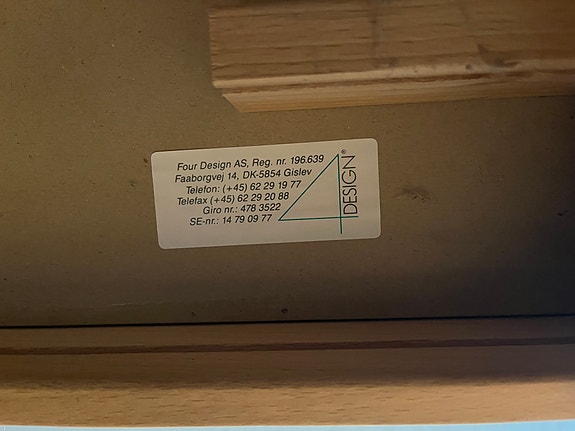 Four Design AS, Reg. nr. 196.639
Faaborgvej 14, DK-5854 Gislev
Telefon: (+45) 62 29 19 77
Telefax (+45) 62 29 20 88
Giro nr.: 478 3522
SE-nr.: 14 79 09 77
4 DESIGN®